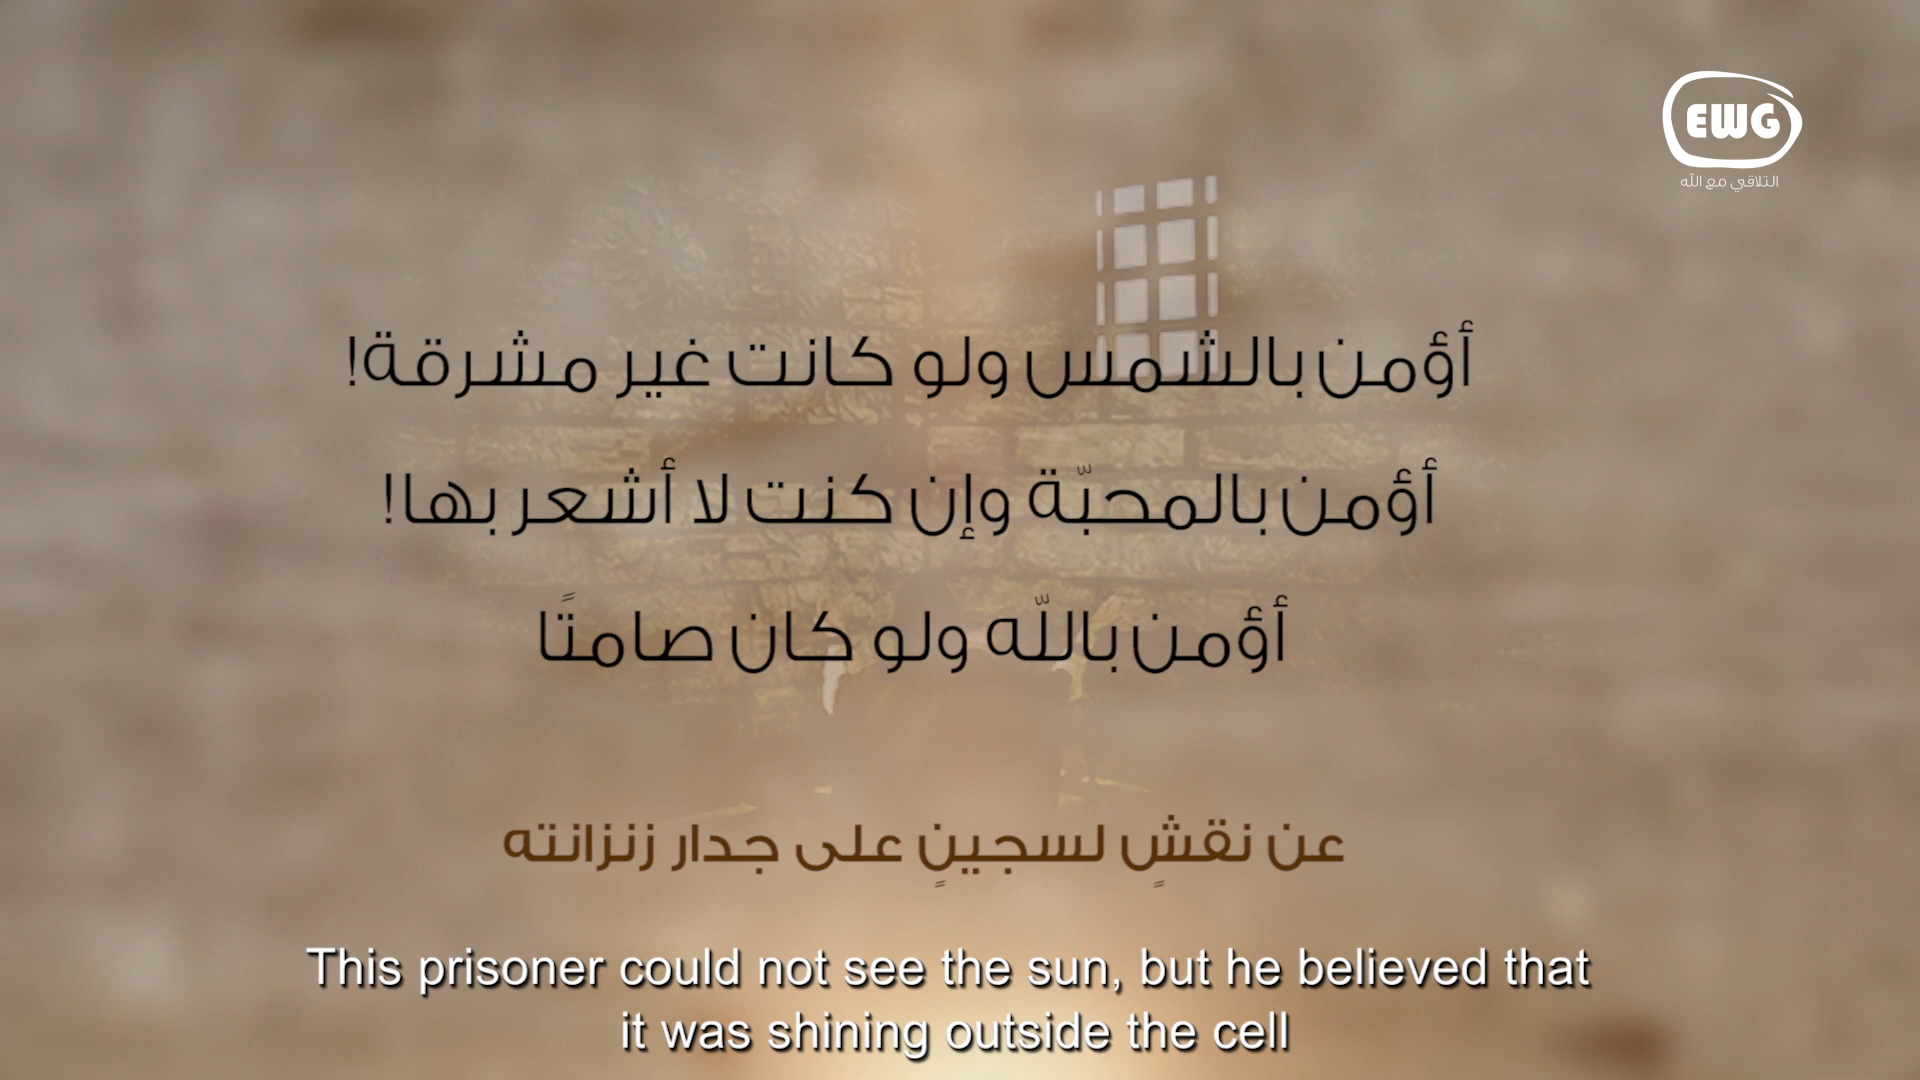 EWG
التلاقي مع الله
أؤمن بالشمس ولو كانت غير مشرقة!
أؤمن بالمحبّة وإن كنت لا أشعر بها!
أؤمن باللّه ولو كان صامتًا
عن نقشٍ لسجينٍ على جدار زنزانته
This prisoner could not see the sun, but he believed that
it was shining outside the cell